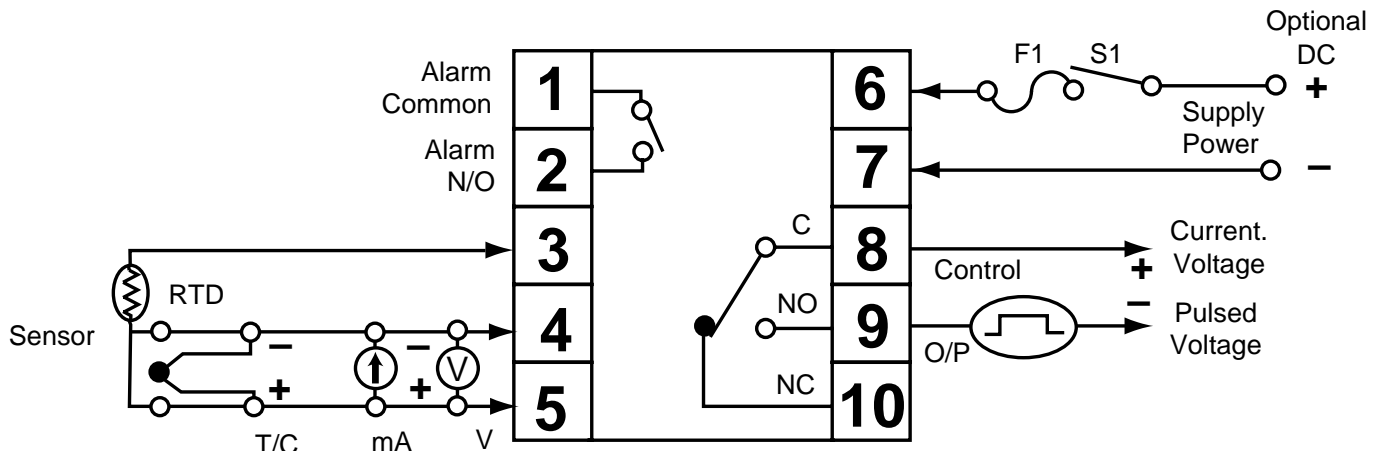 Optional
DC
+
F1
S1
Supply
Power
−
Alarm
Common
Alarm
N/O
1
2
3
4
5
6
7
8
9
10
C
NO
NC
Control
O/P
Current.
Voltage
+
−
Pulsed
Voltage
RTD
Sensor
−
+
−
+
V
T/C
mA
V